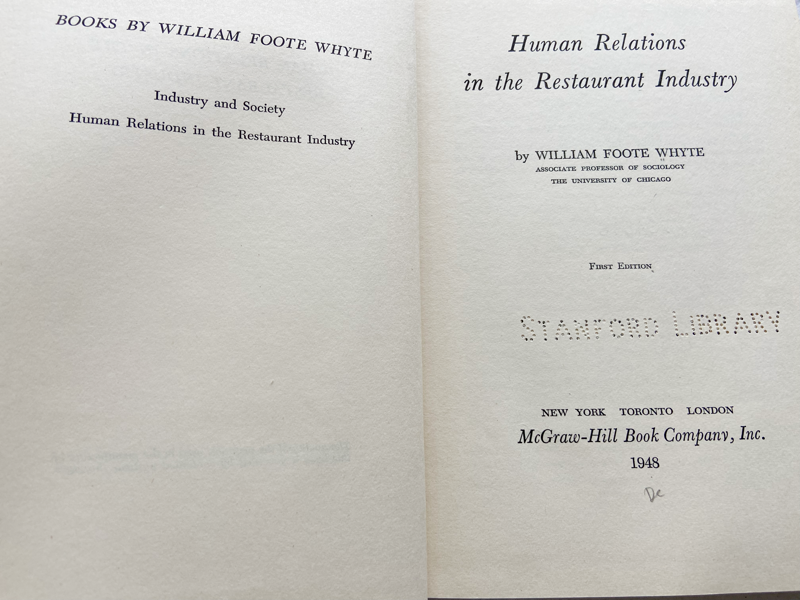 BOOKS BY WILLIAM FOOTE WHYTE
Industry and Society
Human Relations in the Restaurant Industry
Human Relations
in the Restaurant Industry
by WILLIAM FOOTE WHYTE
ASSOCIATE PROFESSOR OF SOCIOLOGY
THE UNIVERSITY OF CHICAGO
FIRST EDITION
STANFORD LIBRARY
NEW YORK TORONTO LONDON
McGraw-Hill Book Company, Inc.
1948